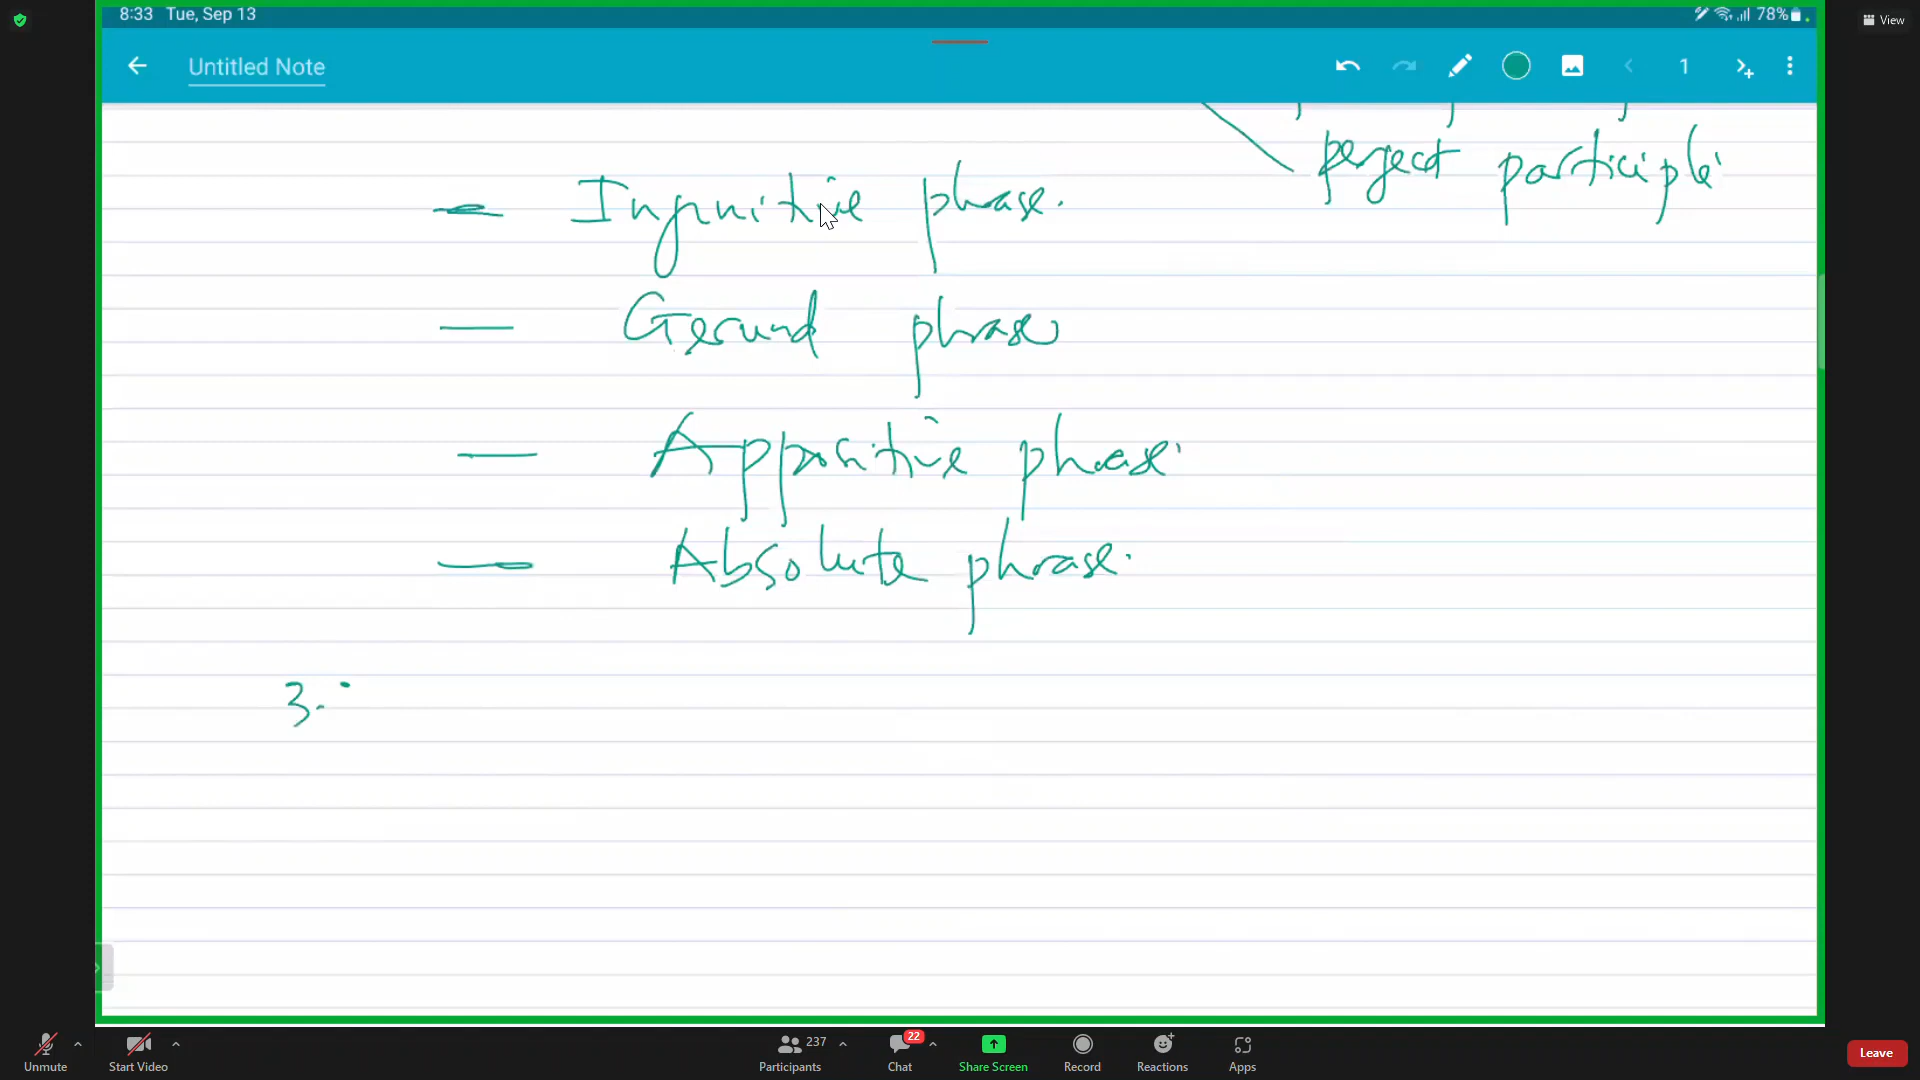 8:33 Tue, Sep 13
78%
View
Untitled Note
1
perfect participle
— Infinitive phrase.
— Gerund phrase
— Appositive phrase.
— Absolute phrase.
3.
Unmute
Start Video
237
Participants
22
Chat
Share Screen
Record
Reactions
Apps
Leave